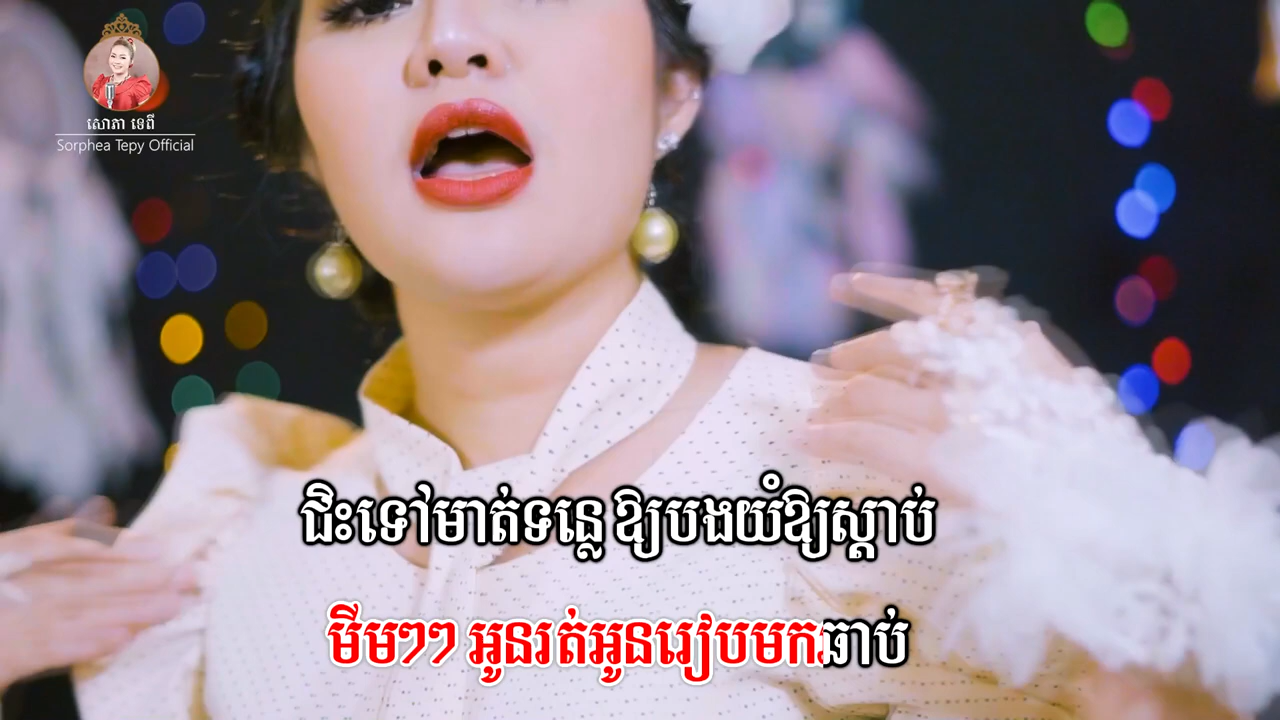 សោភា ទេពី
Sorphea Tepy Official
ជិះទៅមាត់ទន្លេ ឱ្យបងយំឱ្យស្ដាប់
មីមៗៗ អូនរត់អូនរៀបមកឆាប់